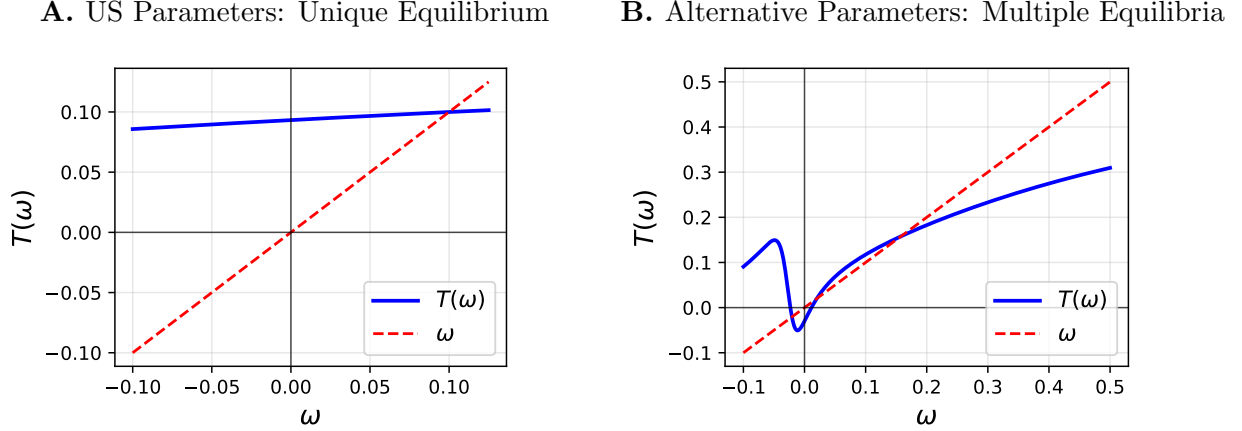 A. US Parameters: Unique Equilibrium
0.10
0.05
0.00
−0.05
−0.10
T(ω)
−0.10 −0.05 0.00 0.05 0.10
ω
T(ω)
ω
B. Alternative Parameters: Multiple Equilibria
0.5
0.4
0.3
0.2
0.1
0.0
−0.1
T(ω)
−0.1 0.0 0.1 0.2 0.3 0.4 0.5
ω
T(ω)
ω